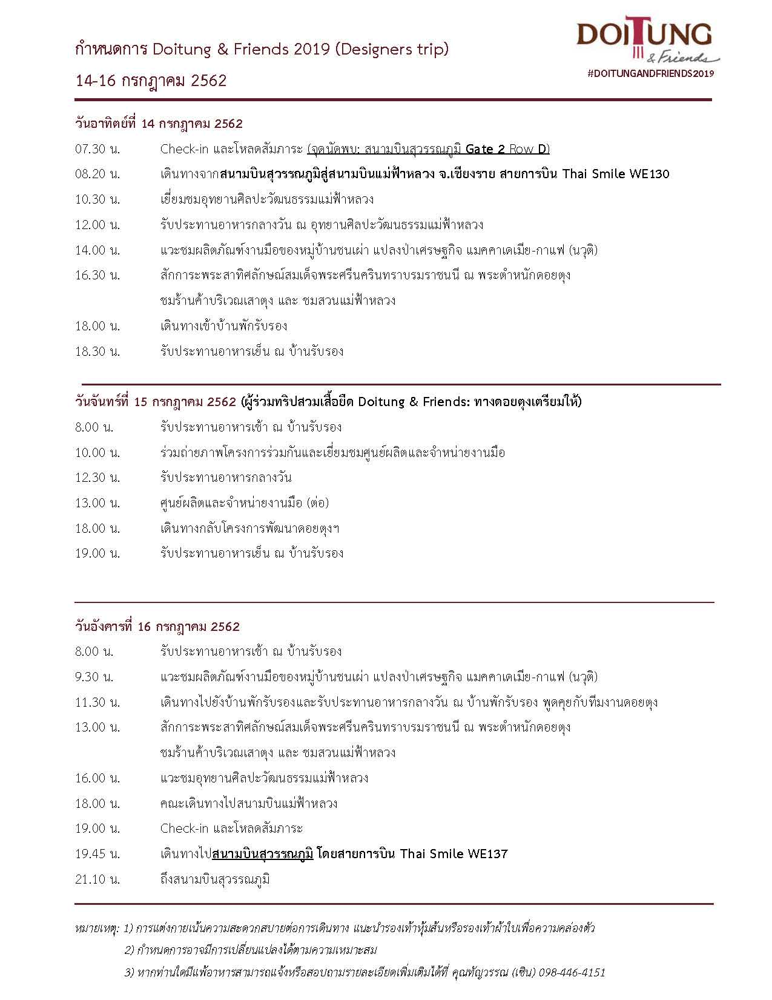 DOITUNG
& Friends
#DOITUNGANDFRIENDS2019
กำหนดการ Doitung & Friends 2019 (Designers trip)
14-16 กรกฎาคม 2562
วันอาทิตย์ที่ 14 กรกฎาคม 2562
07.30 น. Check-in และโหลดสัมภาระ (จุดนัดพบ: สนามบินสุวรรณภูมิ Gate 2 Row D)
08.20 น. เดินทางจากสนามบินสุวรรณภูมิสู่สนามบินแม่ฟ้าหลวง จ.เชียงราย สายการบิน Thai Smile WE130
10.30 น. เยี่ยมชมอุทยานศิลปะวัฒนธรรมแม่ฟ้าหลวง
12.00 น. รับประทานอาหารกลางวัน ณ อุทยานศิลปะวัฒนธรรมแม่ฟ้าหลวง
14.00 น. แวะชมผลิตภัณฑ์งานมือของหมู่บ้านชนเผ่า แปลงป่าเศรษฐกิจ แมคคาเดเมีย-กาแฟ (นวุติ)
16.30 น. สักการะพระสาทิศลักษณ์สมเด็จพระศรีนครินทราบรมราชนนี ณ พระตำหนักดอยตุง
ชมร้านค้าบริเวณเสาตุง และ ชมสวนแม่ฟ้าหลวง
18.00 น. เดินทางเข้าบ้านพักรับรอง
18.30 น. รับประทานอาหารเย็น ณ บ้านรับรอง
วันจันทร์ที่ 15 กรกฎาคม 2562 (ผู้ร่วมทริปสวมเสื้อยืด Doitung & Friends: ทางดอยตุงเตรียมให้)
8.00 น. รับประทานอาหารเช้า ณ บ้านรับรอง
10.00 น. ร่วมถ่ายภาพโครงการร่วมกันและเยี่ยมชมศูนย์ผลิตและจำหน่ายงานมือ
12.30 น. รับประทานอาหารกลางวัน
13.00 น. ศูนย์ผลิตและจำหน่ายงานมือ (ต่อ)
18.00 น. เดินทางกลับโครงการพัฒนาดอยตุงฯ
19.00 น. รับประทานอาหารเย็น ณ บ้านรับรอง
วันอังคารที่ 16 กรกฎาคม 2562
8.00 น. รับประทานอาหารเช้า ณ บ้านรับรอง
9.30 น. แวะชมผลิตภัณฑ์งานมือของหมู่บ้านชนเผ่า แปลงป่าเศรษฐกิจ แมคคาเดเมีย-กาแฟ (นวุติ)
11.30 น. เดินทางไปยังบ้านพักรับรองและรับประทานอาหารกลางวัน ณ บ้านพักรับรอง พูดคุยกับทีมงานดอยตุง
13.00 น. สักการะพระสาทิศลักษณ์สมเด็จพระศรีนครินทราบรมราชนนี ณ พระตำหนักดอยตุง
ชมร้านค้าบริเวณเสาตุง และ ชมสวนแม่ฟ้าหลวง
16.00 น. แวะชมอุทยานศิลปะวัฒนธรรมแม่ฟ้าหลวง
18.00 น. คณะเดินทางไปสนามบินแม่ฟ้าหลวง
19.00 น. Check-in และโหลดสัมภาระ
19.45 น. เดินทางไปสนามบินสุวรรณภูมิ โดยสายการบิน Thai Smile WE137
21.10 น. ถึงสนามบินสุวรรณภูมิ
หมายเหตุ: 1) การแต่งกายเน้นความสะดวกสบายต่อการเดินทาง แนะนำรองเท้าหุ้มส้นหรือรองเท้าผ้าใบเพื่อความคล่องตัว
2) กำหนดการอาจมีการเปลี่ยนแปลงได้ตามความเหมาะสม
3) หากท่านใดมีแพ้อาหารสามารถแจ้งหรือสอบถามรายละเอียดเพิ่มเติมได้ที่ คุณทัญวรรณ (เซิน) 098-446-4151